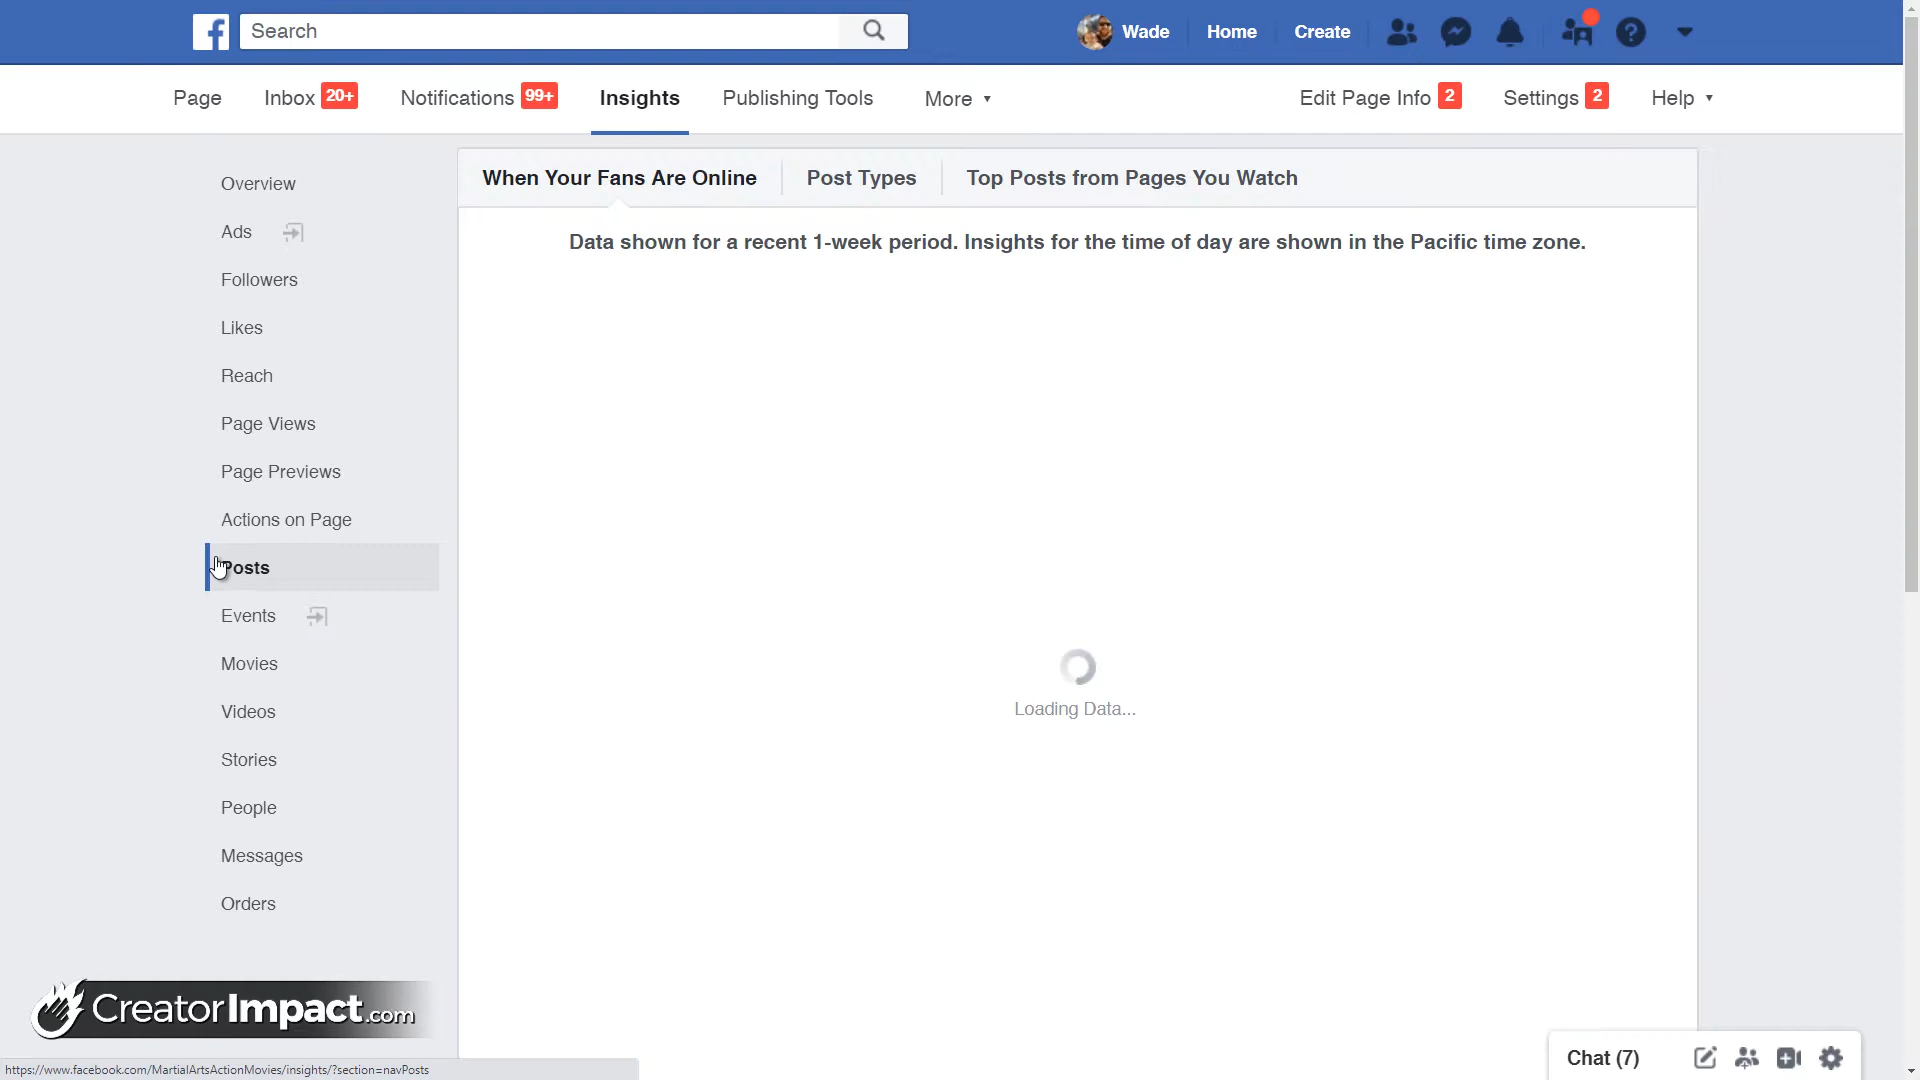 Search
Wade
Home
Create
Page
Inbox 20+
Notifications 99+
Insights
Publishing Tools
More
Edit Page Info 2
Settings 2
Help
Overview
Ads
Followers
Likes
Reach
Page Views
Page Previews
Actions on Page
Posts
Events
Movies
Videos
Stories
People
Messages
Orders
When Your Fans Are Online
Post Types
Top Posts from Pages You Watch
Data shown for a recent 1-week period. Insights for the time of day are shown in the Pacific time zone.
Loading Data...
CreatorImpact.com
https://www.facebook.com/MartialArtsActionMovies/insights/?section=navPosts
Chat (7)